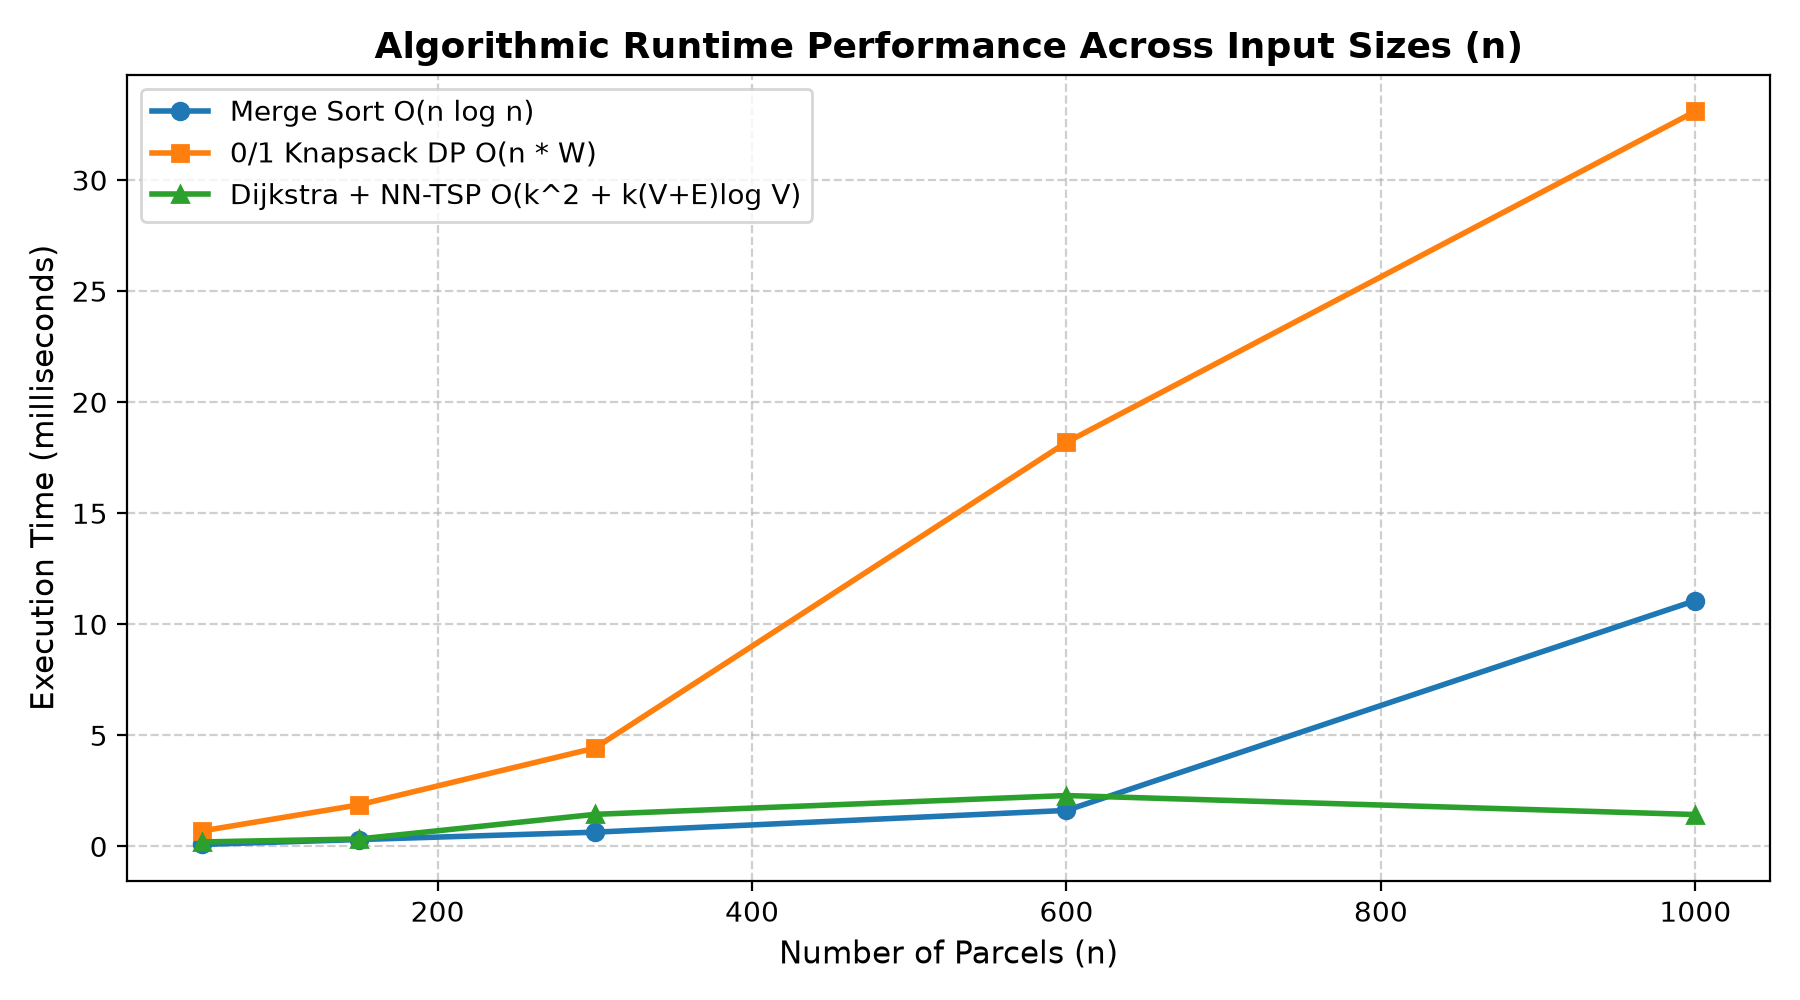 Algorithmic Runtime Performance Across Input Sizes (n)
Merge Sort O(n log n)
0/1 Knapsack DP O(n * W)
Dijkstra + NN-TSP O(k^2 + k(V+E)log V)
Execution Time (milliseconds)
30
25
20
15
10
5
0
200 400 600 800 1000
Number of Parcels (n)